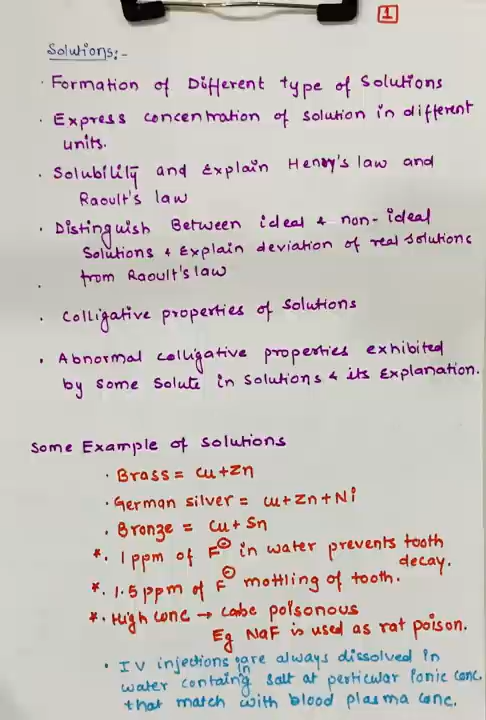 1
Solutions:-
· Formation of Different type of Solutions
· Express concentration of solution in different
units.
· Solubility and Explain Henry's law and
Raoult's law
· Distinguish Between ideal & non-ideal
Solutions & Explain deviation of real solutions
from Raoult's law
·
· Colligative properties of Solutions
· Abnormal colligative properties exhibited
by some solute in solutions & its Explanation.
Some Example of solutions
· Brass = Cu+Zn
· German silver = Cu+Zn+Ni
· Bronze = Cu+Sn
*. 1 ppm of F⊖ in water prevents tooth
decay.
*. 1.5 ppm of F⊖ mottling of tooth.
*. High conc → cabe poisonous
Eg NaF is used as rat poison.
· IV injections are always dissolved in
water containg in salt at perticular ionic conc.
that match with blood plasma conc.